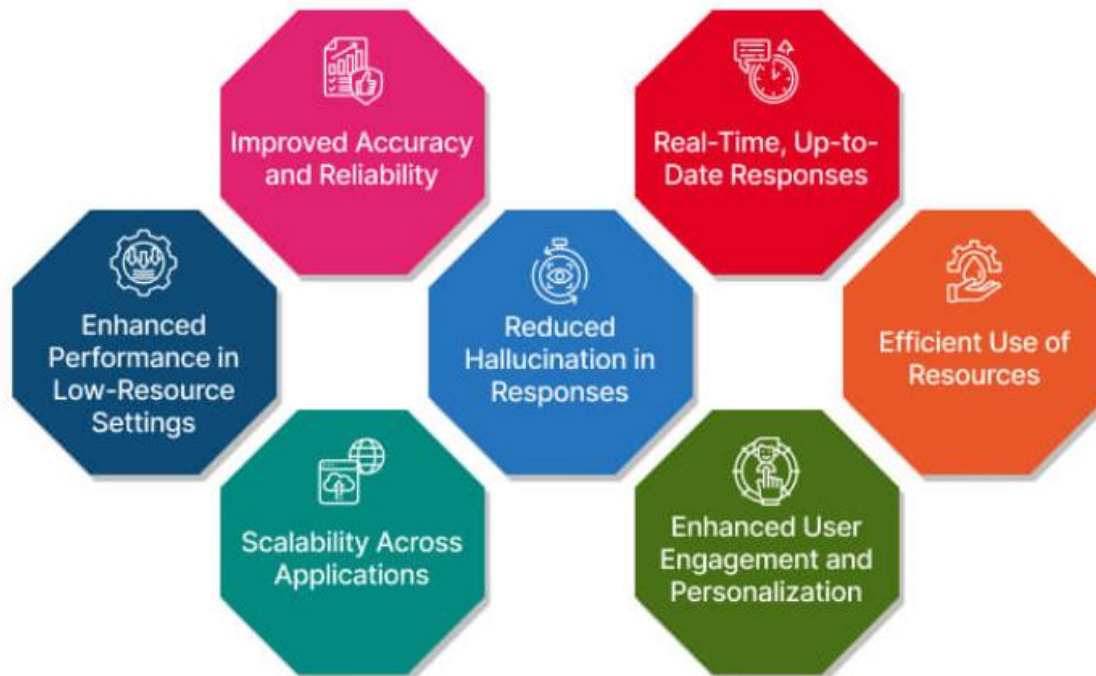 Improved Accuracy
and Reliability
Real-Time, Up-to-
Date Responses
Enhanced
Performance in
Low-Resource
Settings
Reduced
Hallucination in
Responses
Efficient Use of
Resources
Scalability Across
Applications
Enhanced User
Engagement and
Personalization